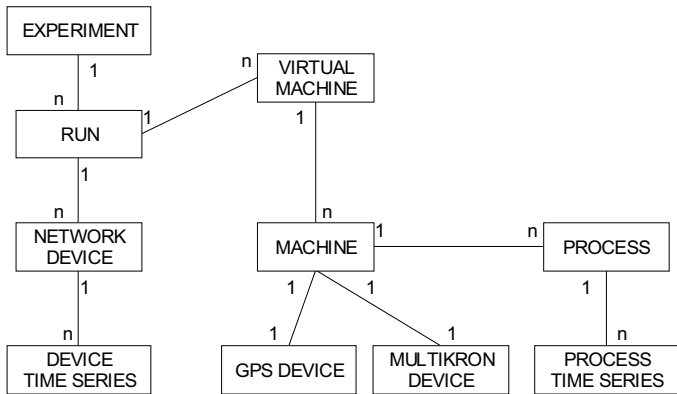 EXPERIMENT
1
n
VIRTUAL
MACHINE
n
1
RUN
1
1
n
n
NETWORK
DEVICE
1
MACHINE
1
n
PROCESS
1
1
1
n
1
1
n
DEVICE
TIME SERIES
GPS DEVICE
MULTIKRON
DEVICE
PROCESS
TIME SERIES